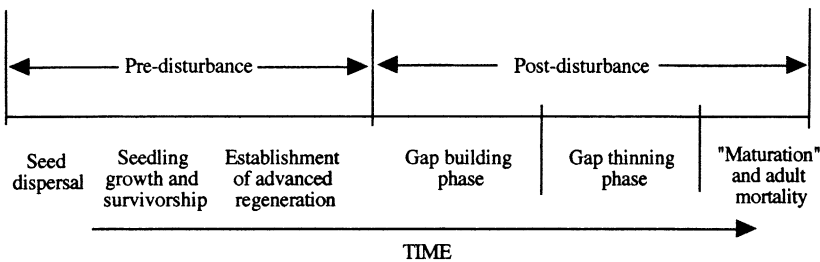 Pre-disturbance
Post-disturbance
Seed
dispersal
Seedling
growth and
survivorship
Establishment
of advanced
regeneration
Gap building
phase
Gap thinning
phase
"Maturation"
and adult
mortality
TIME